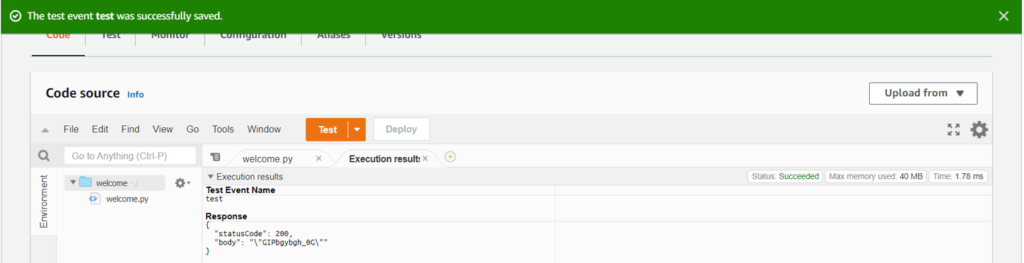 The test event test was successfully saved.
Code Test Monitor Configuration Aliases Versions
Code source Info
Upload from
File Edit Find View Go Tools Window Test Deploy
Go to Anything (Ctrl-P)
welcome.py
Execution results
Environment
welcome
welcome.py
Execution results
Status: Succeeded
Max memory used: 40 MB
Time: 1.78 ms
Test Event Name
test
Response
{
"statusCode": 200,
"body": "\"GIPbgybgh_0G\""
}